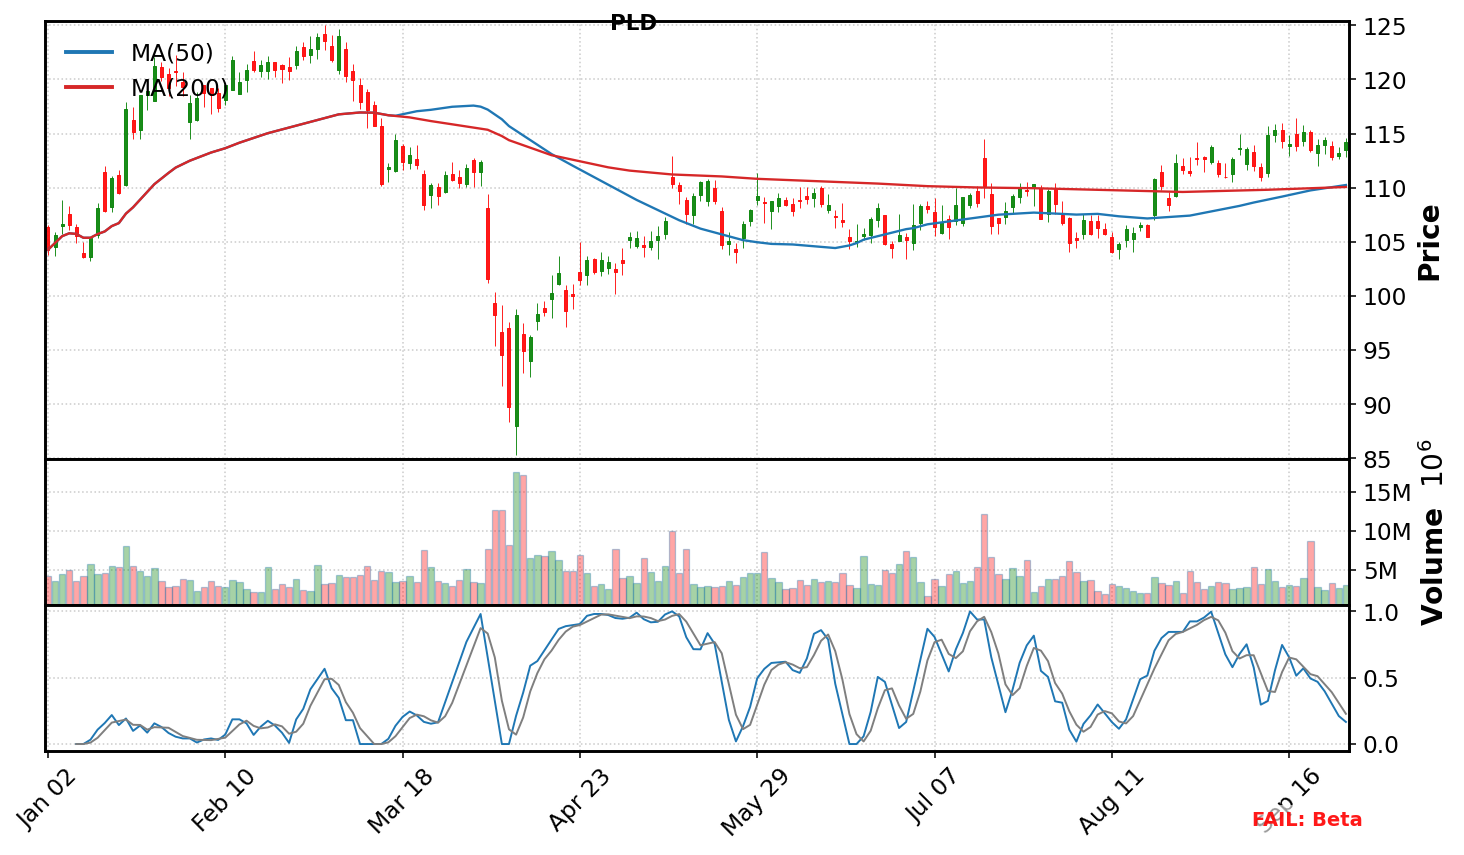 PLD
MA(50)
MA(200)
125
120
115
110
105
100
95
90
85
Price
15M
10M
5M
Volume 10⁶
1.0
0.5
0.0
Jan 02
Feb 10
Mar 18
Apr 23
May 29
Jul 07
Aug 11
Sep 16
FAIL: Beta